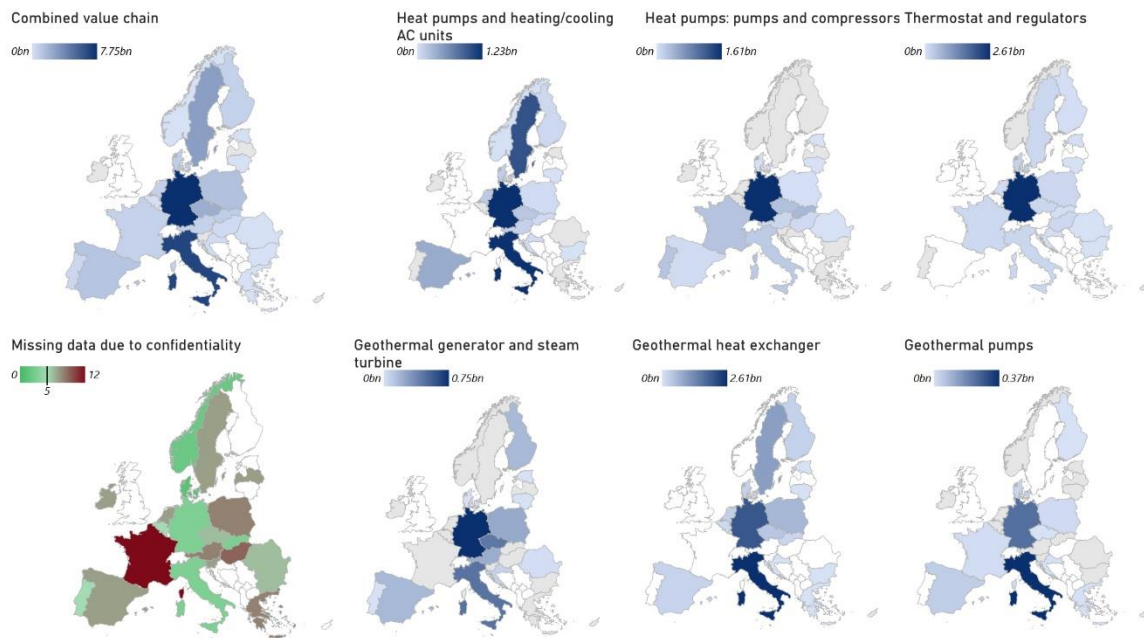 Combined value chain
0bn 7.75bn
Heat pumps and heating/cooling
AC units
0bn 1.23bn
Heat pumps: pumps and compressors
0bn 1.61bn
Thermostat and regulators
0bn 2.61bn
Missing data due to confidentiality
0 12
5
Geothermal generator and steam
turbine
0bn 0.75bn
Geothermal heat exchanger
0bn 2.61bn
Geothermal pumps
0bn 0.37bn